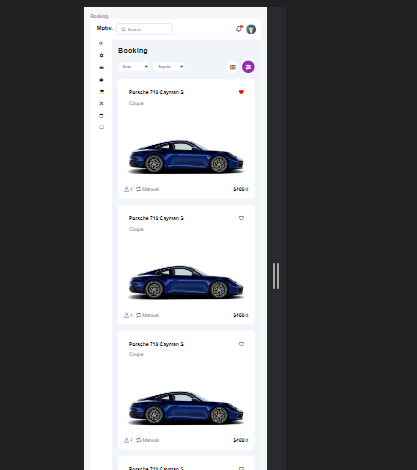 Booking
Motiv.
Search
Booking
New
Toyota
Porsche 718 Cayman S
Coupe
4
Manual
$400/d
Porsche 718 Cayman S
Coupe
4
Manual
$400/d
Porsche 718 Cayman S
Coupe
4
Manual
$400/d
Porsche 718 Cayman S